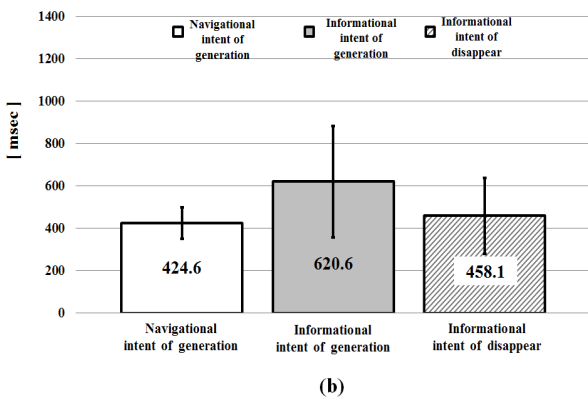 1400
1200
1000
800
600
400
200
0
[ msec ]
Navigational
intent of
generation
Informational
intent of
generation
Informational
intent of
disappear
424.6
620.6
458.1
Navigational
intent of generation
Informational
intent of generation
Informational
intent of disappear
(b)